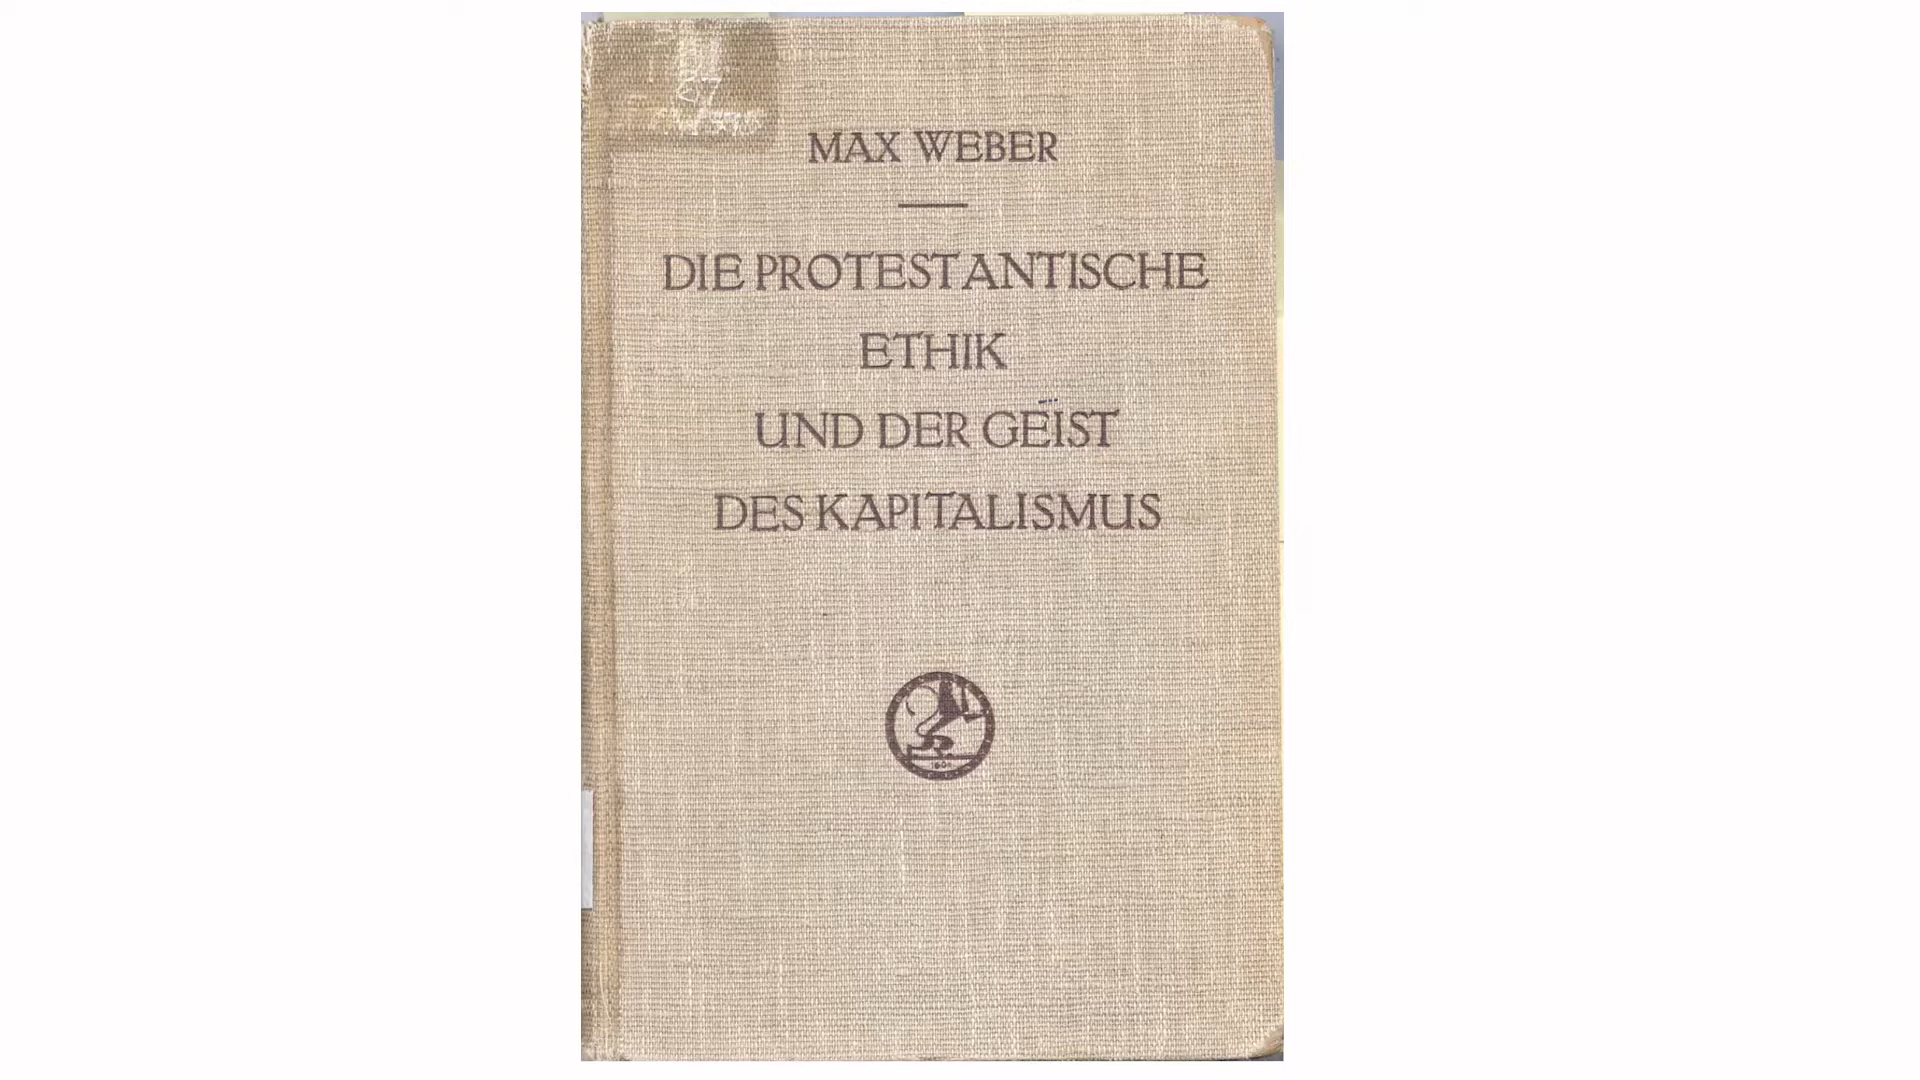 MAX WEBER
DIE PROTESTANTISCHE
ETHIK
UND DER GEIST
DES KAPITALISMUS